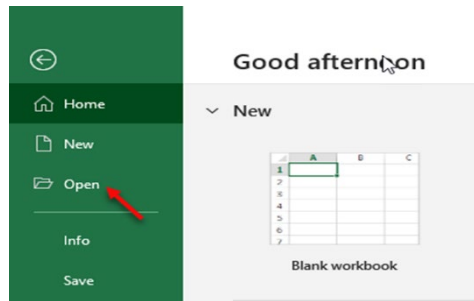 Good afternoon
Home
New
Open
Info
Save
New
A B C
1
2
3
4
5
6
7
Blank workbook